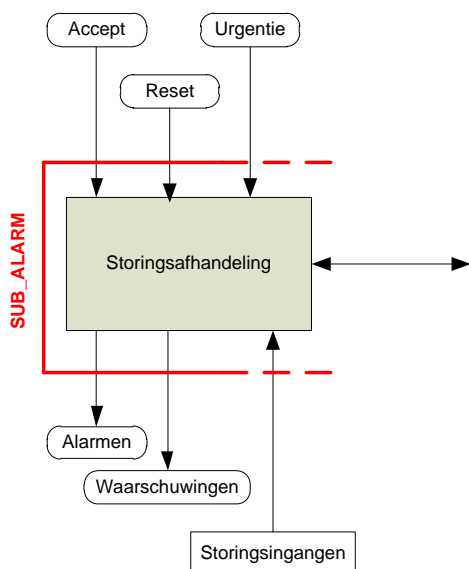 Accept
Urgentie
Reset
SUB_ALARM
Storingsafhandeling
Alarmen
Waarschuwingen
Storingsingangen